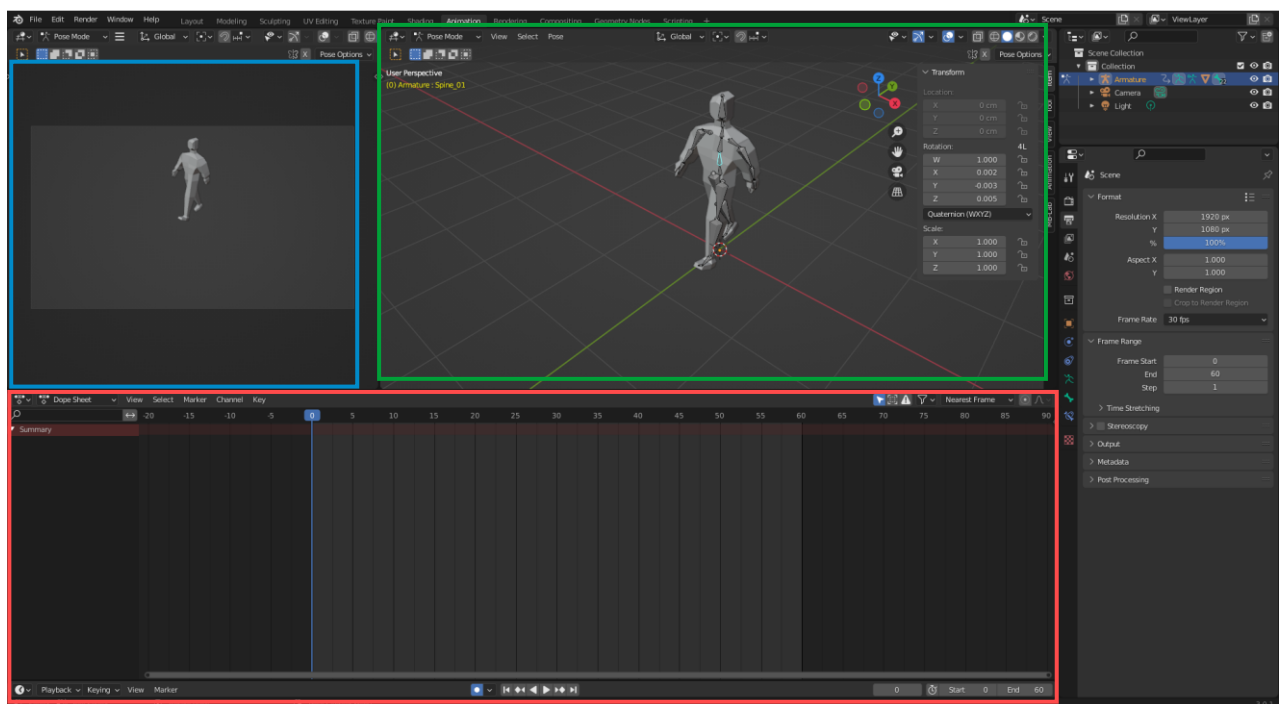 File Edit Render Window Help Layout Modeling Sculpting UV Editing Texture Paint Shading Animation Rendering Compositing Geometry Nodes Scripting + Scene ViewLayer
Pose Mode Global
Pose Options
Pose Mode View Select Pose Global
Pose Options
User Perspective
(0) Armature : Spine_01
Transform
Location:
X 0 cm
Y 0 cm
Z 0 cm
Rotation: 4L
W 1.000
X 0.002
Y -0.003
Z 0.005
Quaternion (WXYZ)
Scale:
X 1.000
Y 1.000
Z 1.000
Item
Tool
View
Animation
Z
Y
X
Scene Collection
Collection
Armature
Camera
Light
Scene
Format
Resolution X 1920 px
Y 1080 px
% 100%
Aspect X 1.000
Y 1.000
Render Region
Crop to Render Region
Frame Rate 30 fps
Frame Range
Frame Start 0
End 60
Step 1
Time Stretching
Stereoscopy
Output
Metadata
Post Processing
Dope Sheet View Select Marker Channel Key Nearest Frame
-20 -15 -10 -5 0 5 10 15 20 25 30 35 40 45 50 55 60 65 70 75 80 85 90
Summary
Playback Keying View Marker 0 Start 0 End 60